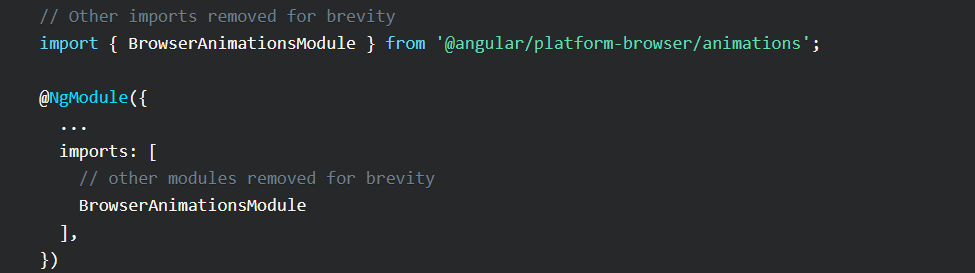 // Other imports removed for brevity
import { BrowserAnimationsModule } from '@angular/platform-browser/animations';
@NgModule({
...
imports: [
// other modules removed for brevity
BrowserAnimationsModule
],
})